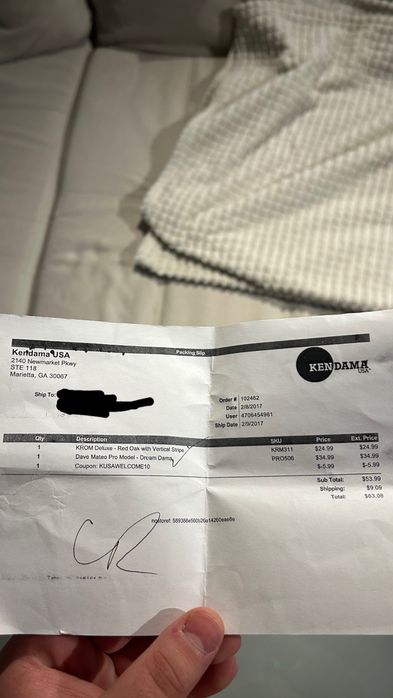 Packing Slip
Kendama USA
2140 Newmarket Pkwy
STE 118
Marietta, GA 30067
KENDAMA
USA
Ship To:
Order # 102462
Date 2/8/2017
User 4706454961
Ship Date 2/9/2017
Qty Description SKU Price Ext. Price
1 KROM Deluxe - Red Oak with Vertical Stripe KRM311 $24.99 $24.99
1 Dave Mateo Pro Model - Dream Dama PRO506 $34.99 $34.99
1 Coupon: KUSAWELCOME10 $-5.99 $-5.99
Sub Total: $53.99
Shipping: $9.09
Total: $63.08
CR